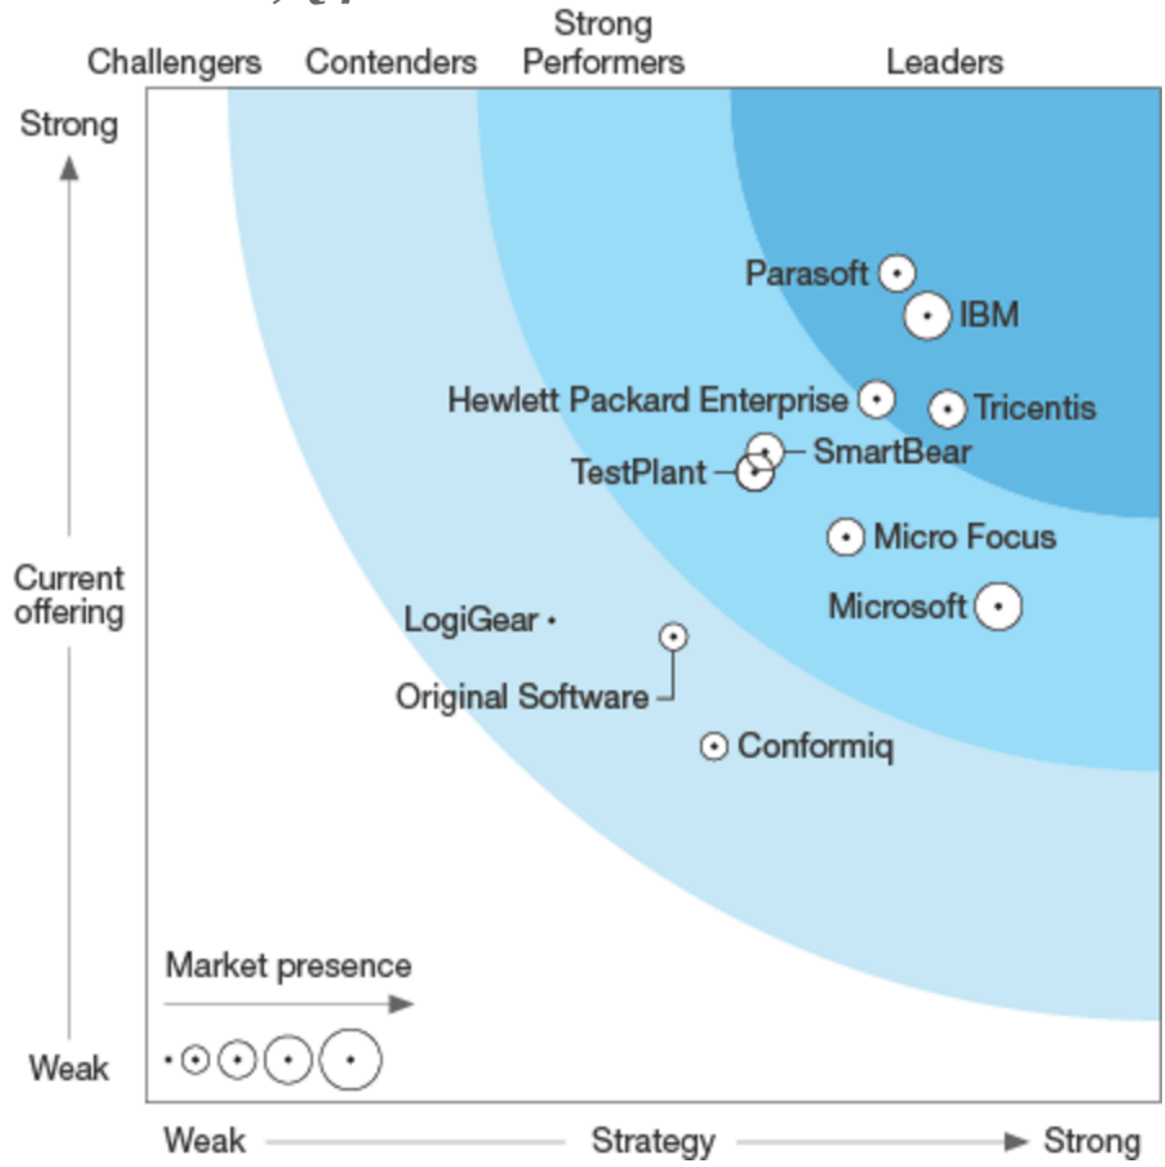 Strong
Challengers Contenders Performers Leaders
Strong
Parasoft
IBM
Hewlett Packard Enterprise
Tricentis
SmartBear
TestPlant
Micro Focus
Current
offering
Microsoft
LogiGear
Original Software
Conformiq
Market presence
Weak
Weak Strategy Strong